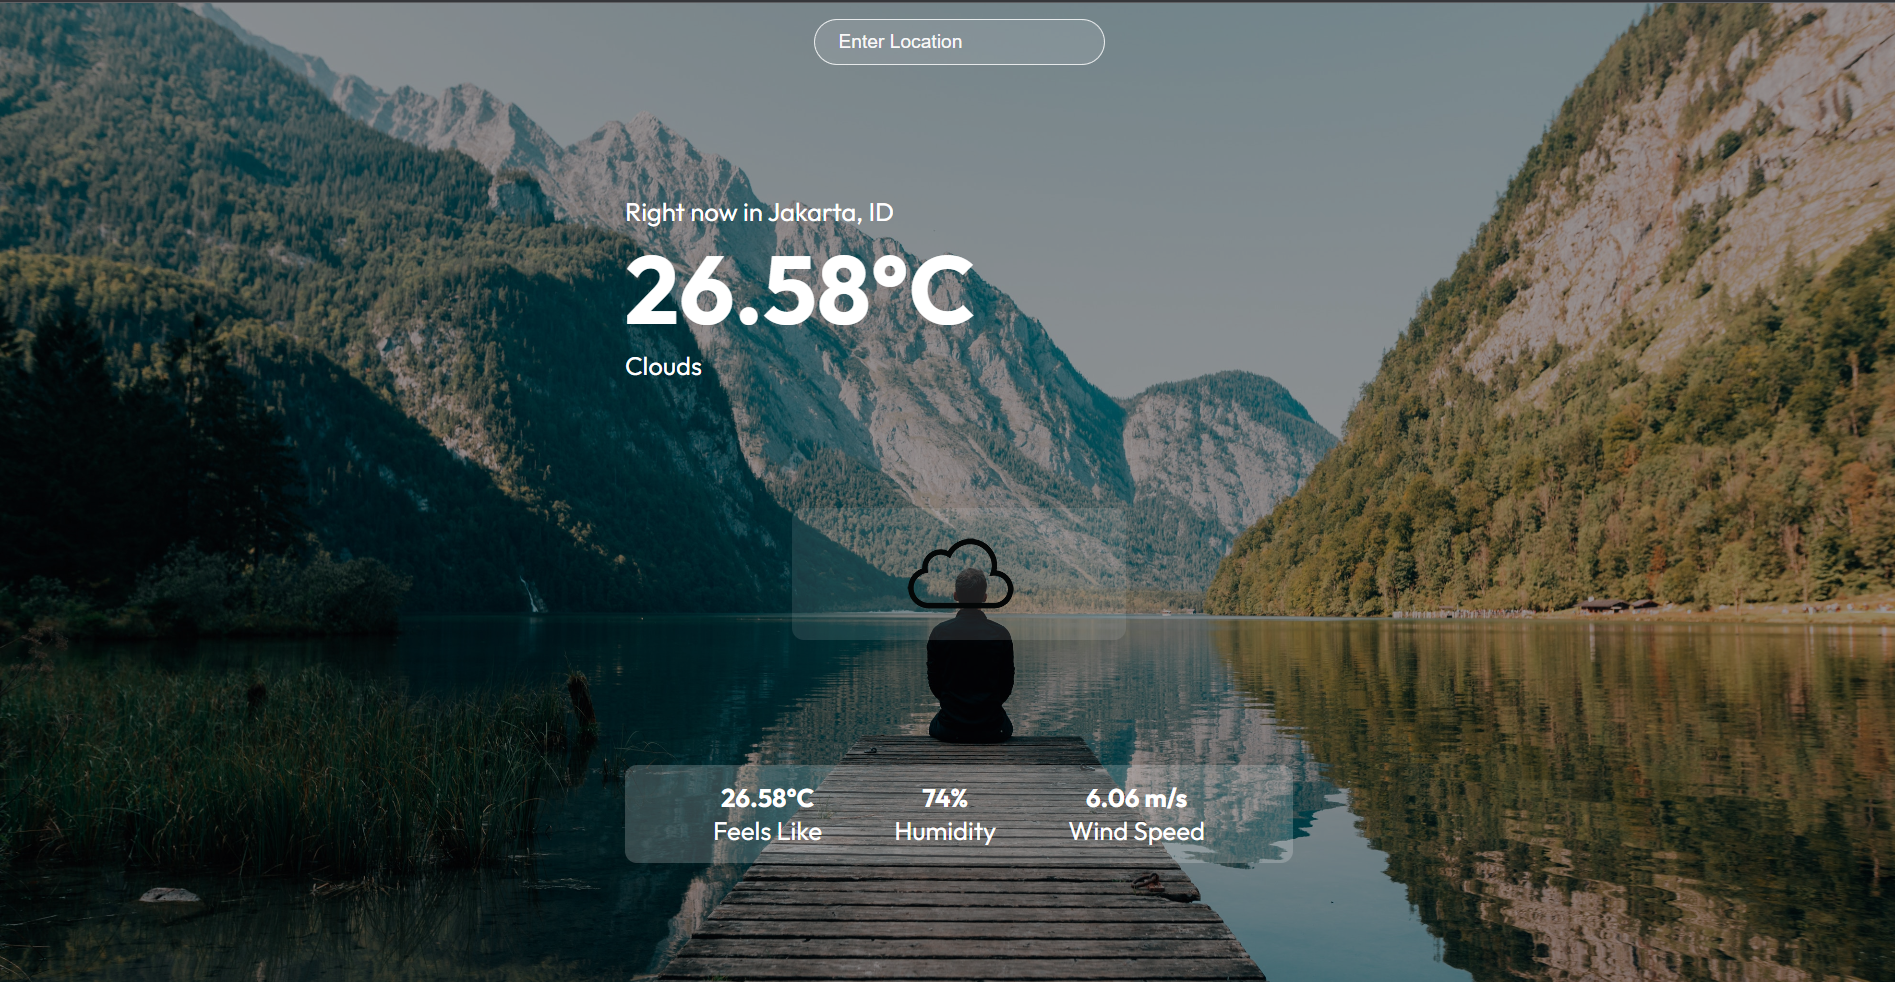 Enter Location
Right now in Jakarta, ID
26.58°C
Clouds
26.58°C 74% 6.06 m/s
Feels Like Humidity Wind Speed